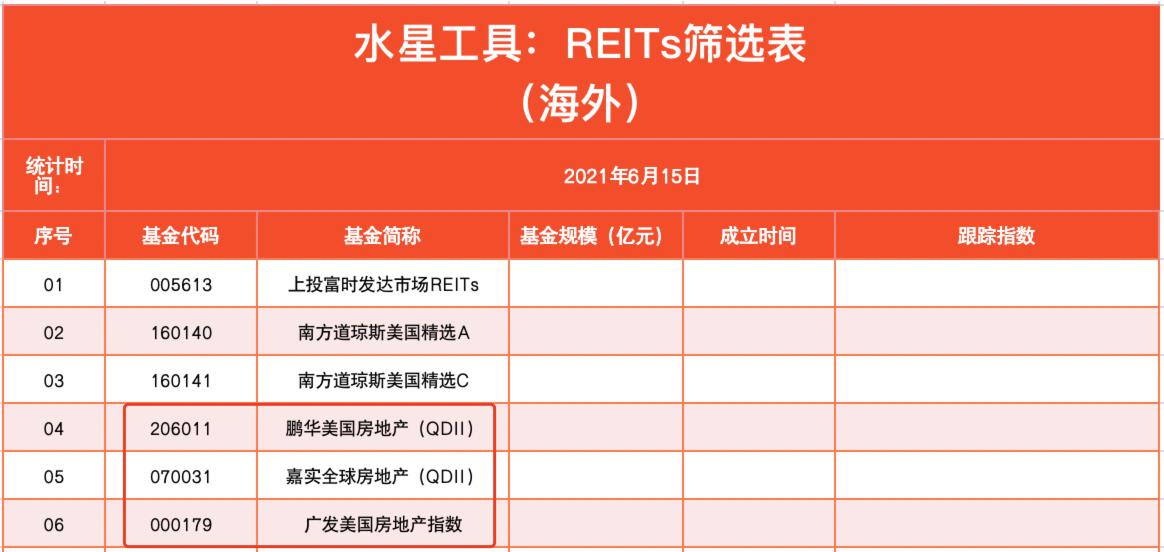 水星工具：REITs筛选表
（海外）
统计时
间：
2021年6月15日
序号 基金代码 基金简称 基金规模（亿元） 成立时间 跟踪指数
01 005613 上投富时发达市场REITs
02 160140 南方道琼斯美国精选A
03 160141 南方道琼斯美国精选C
04 206011 鹏华美国房地产（QDII）
05 070031 嘉实全球房地产（QDII）
06 000179 广发美国房地产指数